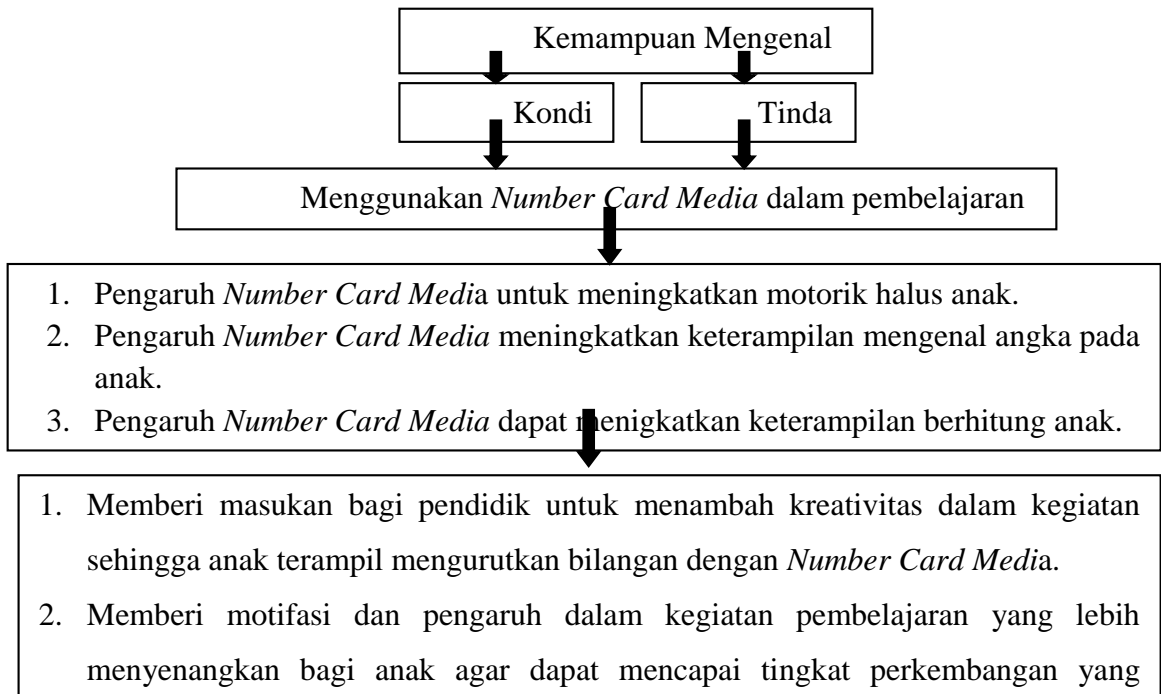 Kemampuan Mengenal
Kondi
Tinda
Menggunakan Number Card Media dalam pembelajaran
1. Pengaruh Number Card Media untuk meningkatkan motorik halus anak.
2. Pengaruh Number Card Media meningkatkan keterampilan mengenal angka pada
anak.
3. Pengaruh Number Card Media dapat menigkatkan keterampilan berhitung anak.
1. Memberi masukan bagi pendidik untuk menambah kreativitas dalam kegiatan
sehingga anak terampil mengurutkan bilangan dengan Number Card Media.
2. Memberi motifasi dan pengaruh dalam kegiatan pembelajaran yang lebih
menyenangkan bagi anak agar dapat mencapai tingkat perkembangan yang